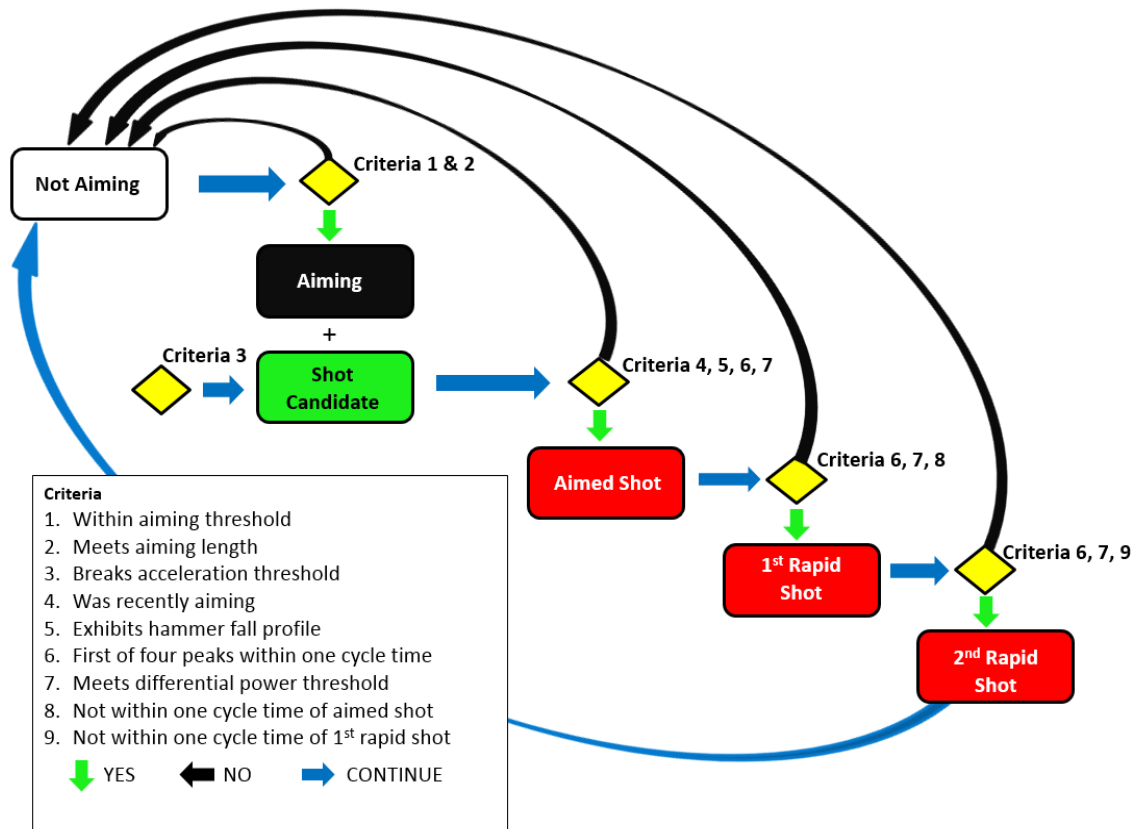 Criteria 1 & 2
Not Aiming
Aiming
+
Criteria 3
Shot
Candidate
Criteria 4, 5, 6, 7
Aimed Shot
Criteria 6, 7, 8
1st Rapid
Shot
Criteria 6, 7, 9
2nd Rapid
Shot
Criteria
1. Within aiming threshold
2. Meets aiming length
3. Breaks acceleration threshold
4. Was recently aiming
5. Exhibits hammer fall profile
6. First of four peaks within one cycle time
7. Meets differential power threshold
8. Not within one cycle time of aimed shot
9. Not within one cycle time of 1st rapid shot
YES NO CONTINUE